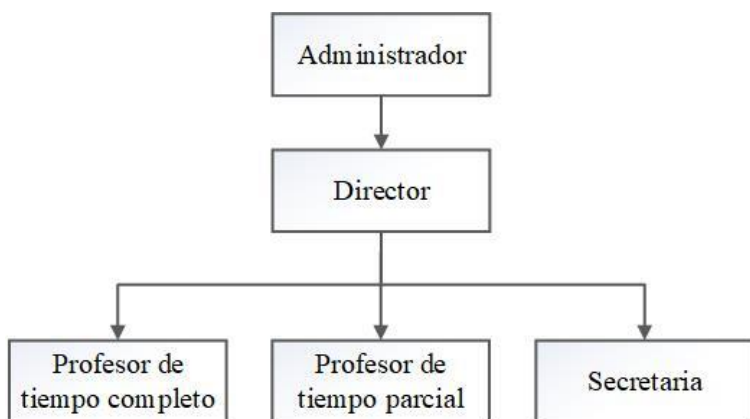 Administrador
Director
Profesor de
tiempo completo
Profesor de
tiempo parcial
Secretaria